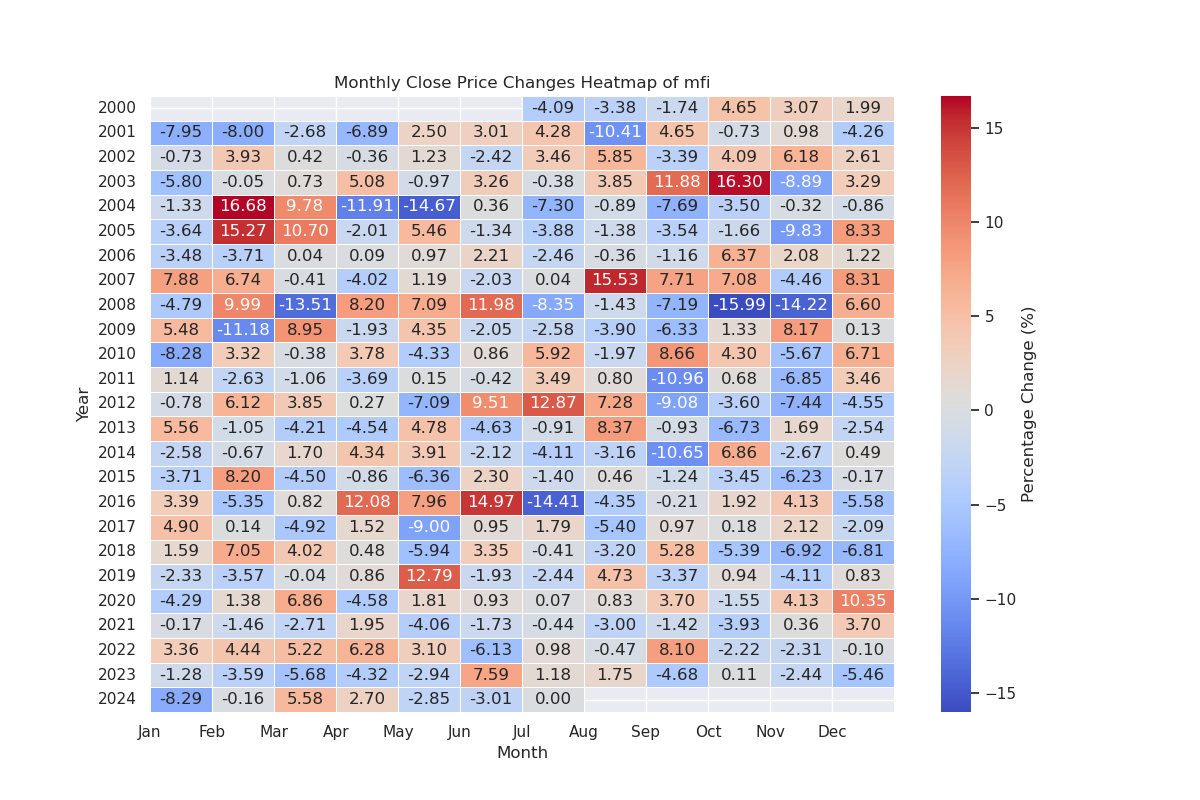 Monthly Close Price Changes Heatmap of mfi
2000 -4.09 -3.38 -1.74 4.65 3.07 1.99
2001 -7.95 -8.00 -2.68 -6.89 2.50 3.01 4.28 -10.41 4.65 -0.73 0.98 -4.26
2002 -0.73 3.93 0.42 -0.36 1.23 -2.42 3.46 5.85 -3.39 4.09 6.18 2.61
2003 -5.80 -0.05 0.73 5.08 -0.97 3.26 -0.38 3.85 11.88 16.30 -8.89 3.29
2004 -1.33 16.68 9.78 -11.91 -14.67 0.36 -7.30 -0.89 -7.69 -3.50 -0.32 -0.86
2005 -3.64 15.27 10.70 -2.01 5.46 -1.34 -3.88 -1.38 -3.54 -1.66 -9.83 8.33
2006 -3.48 -3.71 0.04 0.09 0.97 2.21 -2.46 -0.36 -1.16 6.37 2.08 1.22
2007 7.88 6.74 -0.41 -4.02 1.19 -2.03 0.04 15.53 7.71 7.08 -4.46 8.31
2008 -4.79 9.99 -13.51 8.20 7.09 11.98 -8.35 -1.43 -7.19 -15.99 -14.22 6.60
2009 5.48 -11.18 8.95 -1.93 4.35 -2.05 -2.58 -3.90 -6.33 1.33 8.17 0.13
2010 -8.28 3.32 -0.38 3.78 -4.33 0.86 5.92 -1.97 8.66 4.30 -5.67 6.71
2011 1.14 -2.63 -1.06 -3.69 0.15 -0.42 3.49 0.80 -10.96 0.68 -6.85 3.46
2012 -0.78 6.12 3.85 0.27 -7.09 9.51 12.87 7.28 -9.08 -3.60 -7.44 -4.55
2013 5.56 -1.05 -4.21 -4.54 4.78 -4.63 -0.91 8.37 -0.93 -6.73 1.69 -2.54
2014 -2.58 -0.67 1.70 4.34 3.91 -2.12 -4.11 -3.16 -10.65 6.86 -2.67 0.49
2015 -3.71 8.20 -4.50 -0.86 -6.36 2.30 -1.40 0.46 -1.24 -3.45 -6.23 -0.17
2016 3.39 -5.35 0.82 12.08 7.96 14.97 -14.41 -4.35 -0.21 1.92 4.13 -5.58
2017 4.90 0.14 -4.92 1.52 -9.00 0.95 1.79 -5.40 0.97 0.18 2.12 -2.09
2018 1.59 7.05 4.02 0.48 -5.94 3.35 -0.41 -3.20 5.28 -5.39 -6.92 -6.81
2019 -2.33 -3.57 -0.04 0.86 12.79 -1.93 -2.44 4.73 -3.37 0.94 -4.11 0.83
2020 -4.29 1.38 6.86 -4.58 1.81 0.93 0.07 0.83 3.70 -1.55 4.13 10.35
2021 -0.17 -1.46 -2.71 1.95 -4.06 -1.73 -0.44 -3.00 -1.42 -3.93 0.36 3.70
2022 3.36 4.44 5.22 6.28 3.10 -6.13 0.98 -0.47 8.10 -2.22 -2.31 -0.10
2023 -1.28 -3.59 -5.68 -4.32 -2.94 7.59 1.18 1.75 -4.68 0.11 -2.44 -5.46
2024 -8.29 -0.16 5.58 2.70 -2.85 -3.01 0.00
Jan Feb Mar Apr May Jun Jul Aug Sep Oct Nov Dec
Month
Year
15
10
5
0
−5
−10
−15
Percentage Change (%)